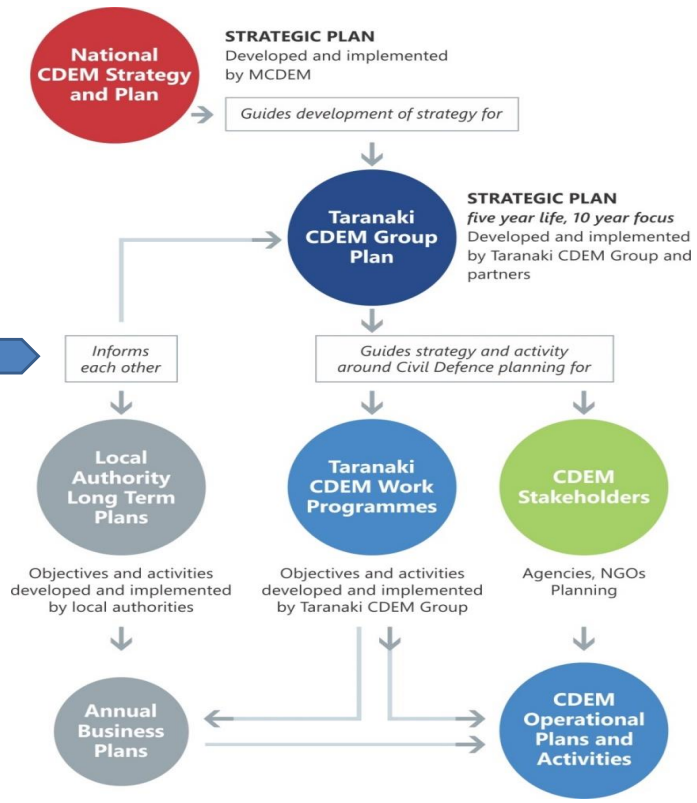 National
CDEM Strategy
and Plan
STRATEGIC PLAN
Developed and implemented
by MCDEM
Guides development of strategy for
Taranaki
CDEM Group
Plan
STRATEGIC PLAN
five year life, 10 year focus
Developed and implemented
by Taranaki CDEM Group and
partners
Informs
each other
Guides strategy and activity
around Civil Defence planning for
Local
Authority
Long Term
Plans
Taranaki
CDEM Work
Programmes
CDEM
Stakeholders
Objectives and activities
developed and implemented
by local authorities
Objectives and activities
developed and implemented
by Taranaki CDEM Group
Agencies, NGOs
Planning
Annual
Business
Plans
CDEM
Operational
Plans and
Activities